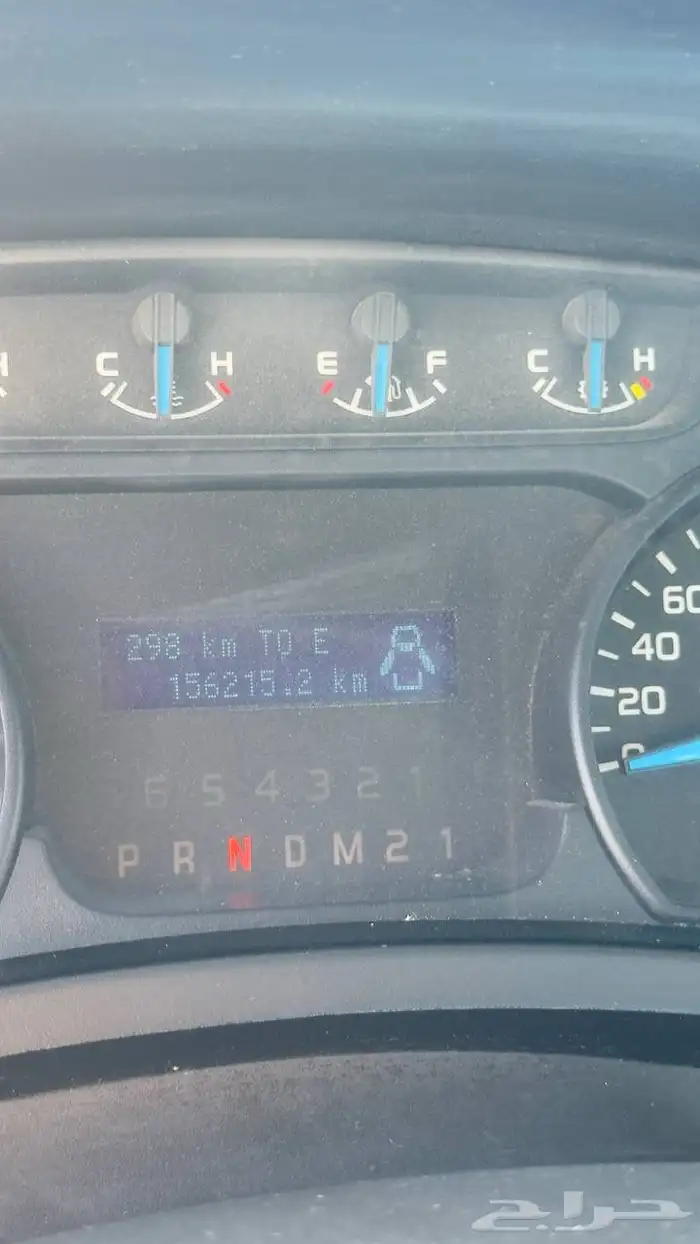 H C H E F C H
298 km TO E
156215.2 km
60
40
20
0
6 5 4 3 2 1
P R N D M 2 1
حراج